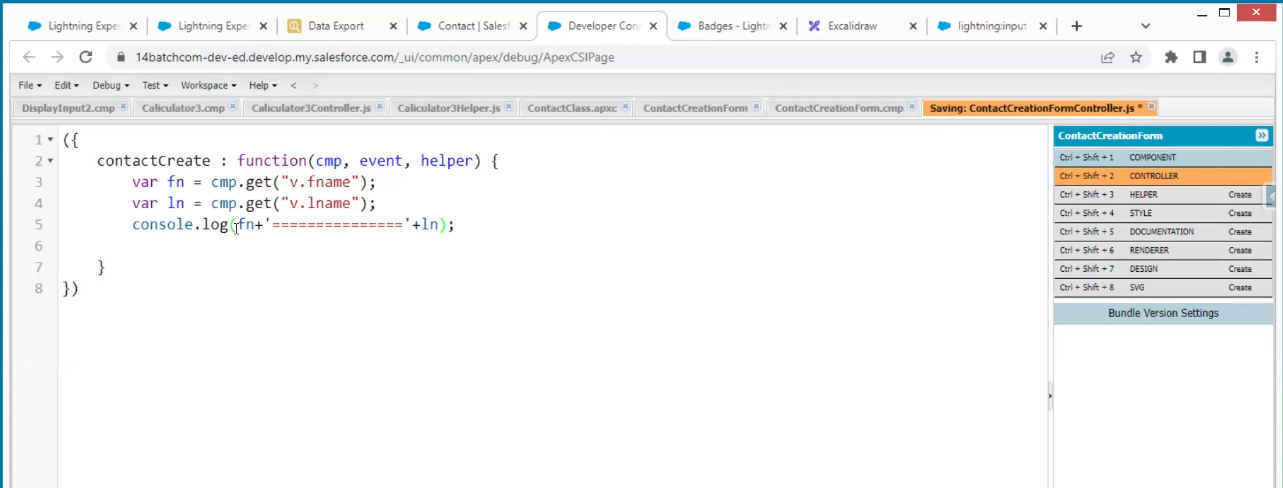 Lightning Expe
Lightning Expe
Data Export
Contact | Salesf
Developer Cons
Badges - Lightn
Excalidraw
lightning:input
14batchcom-dev-ed.develop.my.salesforce.com/_ui/common/apex/debug/ApexCSIPage
File Edit Debug Test Workspace Help < >
DisplayInput2.cmp Caliculator3.cmp Caliculator3Controller.js Caliculator3Helper.js ContactClass.apxc ContactCreationForm ContactCreationForm.cmp Saving: ContactCreationFormController.js *
1 ({
2 contactCreate : function(cmp, event, helper) {
3 var fn = cmp.get("v.fname");
4 var ln = cmp.get("v.lname");
5 console.log(fn+'==============='+ln);
6
7 }
8 })
ContactCreationForm
Ctrl + Shift + 1 COMPONENT
Ctrl + Shift + 2 CONTROLLER
Ctrl + Shift + 3 HELPER Create
Ctrl + Shift + 4 STYLE Create
Ctrl + Shift + 5 DOCUMENTATION Create
Ctrl + Shift + 6 RENDERER Create
Ctrl + Shift + 7 DESIGN Create
Ctrl + Shift + 8 SVG Create
Bundle Version Settings